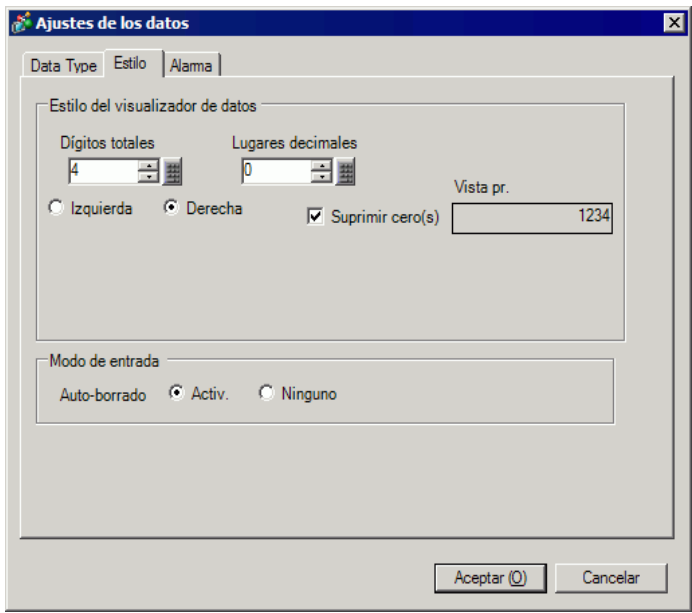 Ajustes de los datos
Data Type Estilo Alarma
Estilo del visualizador de datos
Dígitos totales Lugares decimales
4 0
Vista pr.
Izquierda Derecha Suprimir cero(s) 1234
Modo de entrada
Auto-borrado Activ. Ninguno
Aceptar (O) Cancelar